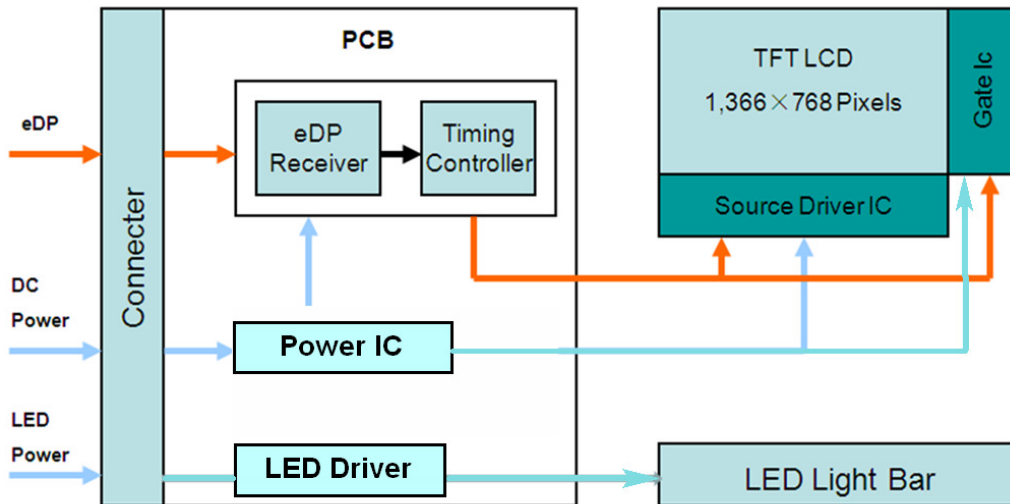 PCB
eDP
eDP
Receiver
Timing
Controller
TFT LCD
1,366×768 Pixels
Gate Ic
Source Driver IC
Connecter
DC
Power
Power IC
LED
Power
LED Driver
LED Light Bar